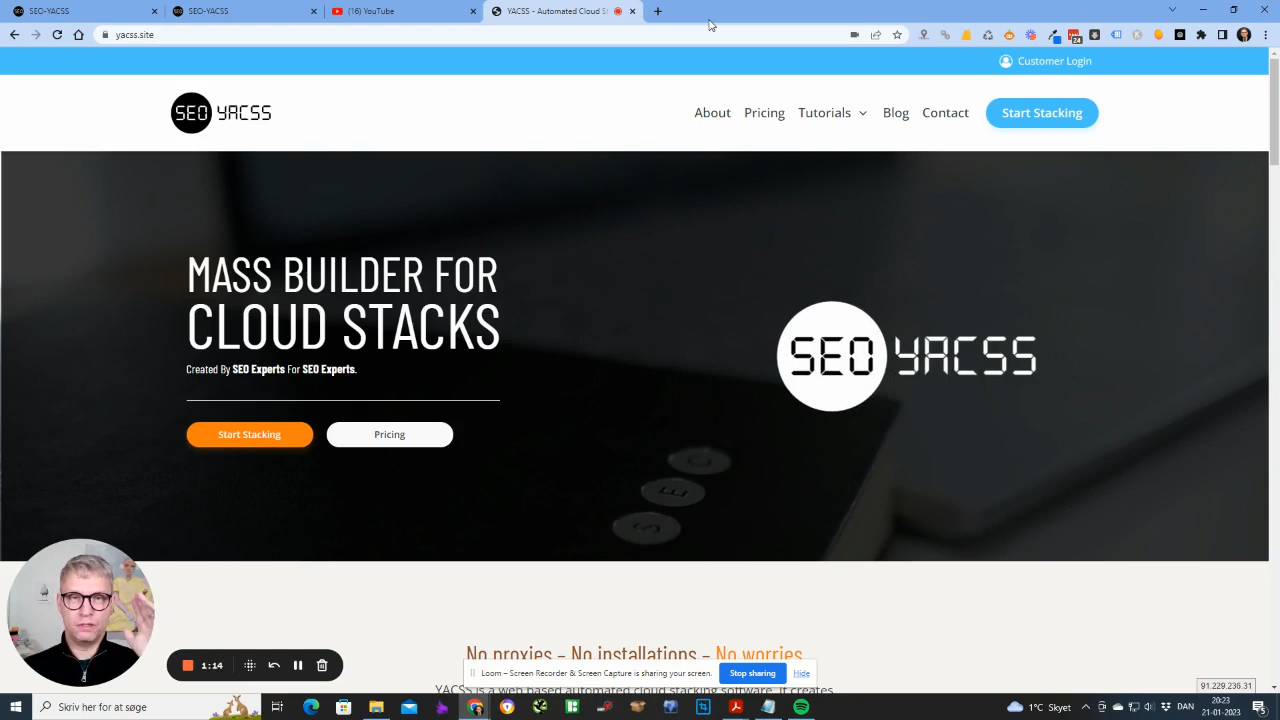 SEO-YACSS
SEO-YACSS
(16) YouTube
YACSS - Automated Cloud St
yacss.site
24
Customer Login
SEO YACSS
About
Pricing
Tutorials
Blog
Contact
Start Stacking
MASS BUILDER FOR
CLOUD STACKS
Created By SEO Experts For SEO Experts.
Start Stacking
Pricing
SEO YACSS
S E O
No proxies – No installations – No worries
YACSS is a web based automated cloud stacking software. It creates
1:14
Loom – Screen Recorder & Screen Capture is sharing your screen.
Stop sharing
Hide
91.229.236.31
Skriv her for at søge
1°C Skyet
DAN
20:23
21-01-2023